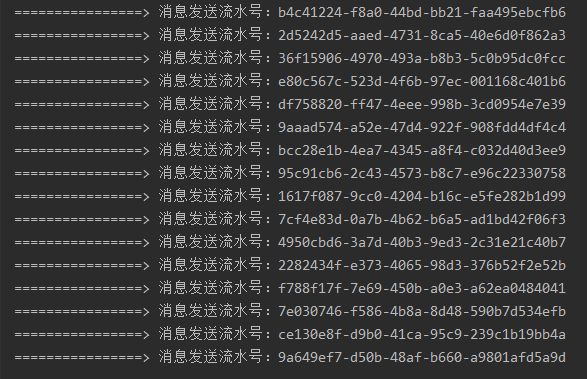 ================> 消息发送流水号：b4c41224-f8a0-44bd-bb21-faa495ebcfb6
================> 消息发送流水号：2d5242d5-aaed-4731-8ca5-40e6d0f862a3
================> 消息发送流水号：36f15906-4970-493a-b8b3-5c0b95dc0fcc
================> 消息发送流水号：e80c567c-523d-4f6b-97ec-001168c401b6
================> 消息发送流水号：df758820-ff47-4eee-998b-3cd0954e7e39
================> 消息发送流水号：9aaad574-a52e-47d4-922f-908fdd4df4c4
================> 消息发送流水号：bcc28e1b-4ea7-4345-a8f4-c032d40d3ee9
================> 消息发送流水号：95c91cb6-2c43-4573-b8c7-e96c22330758
================> 消息发送流水号：1617f087-9cc0-4204-b16c-e5fe282b1d99
================> 消息发送流水号：7cf4e83d-0a7b-4b62-b6a5-ad1bd42f06f3
================> 消息发送流水号：4950cbd6-3a7d-40b3-9ed3-2c31e21c40b7
================> 消息发送流水号：2282434f-e373-4065-98d3-376b52f2e52b
================> 消息发送流水号：f788f17f-7e69-450b-a0e3-a62ea0484041
================> 消息发送流水号：7e030746-f586-4b8a-8d48-590b7d534efb
================> 消息发送流水号：ce130e8f-d9b0-41ca-95c9-239c1b19bb4a
================> 消息发送流水号：9a649ef7-d50b-48af-b660-a9801afd5a9d